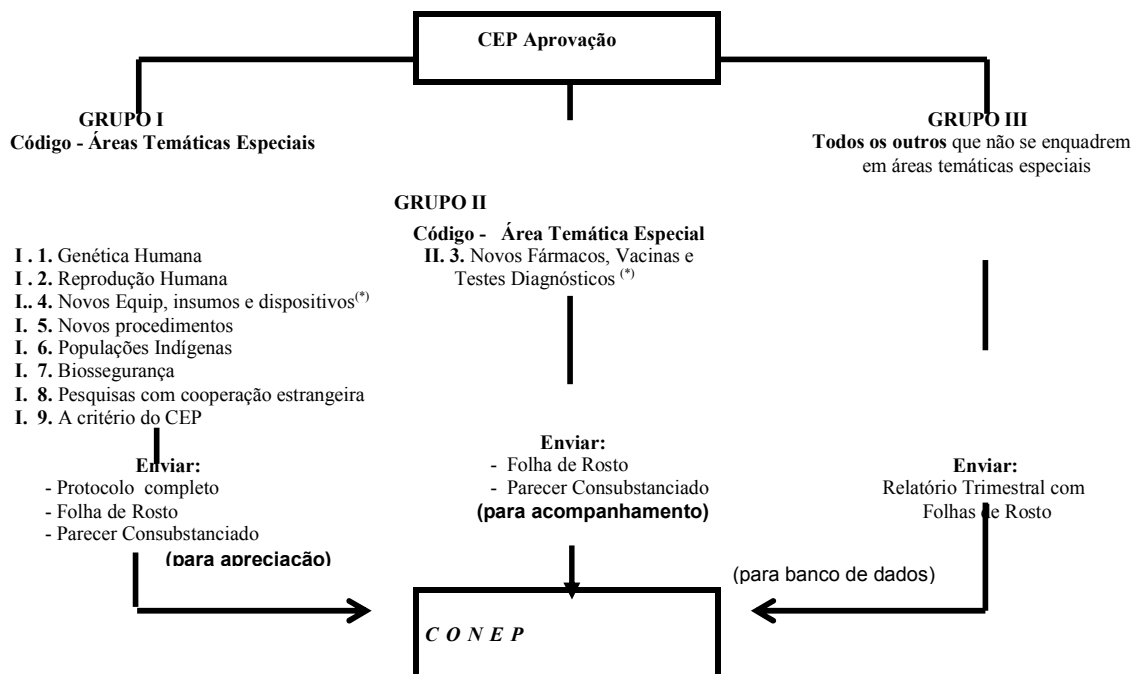 CEP Aprovação
GRUPO I
Código - Áreas Temáticas Especiais
I . 1. Genética Humana
I . 2. Reprodução Humana
I.. 4. Novos Equip, insumos e dispositivos(*)
I. 5. Novos procedimentos
I. 6. Populações Indígenas
I. 7. Biossegurança
I. 8. Pesquisas com cooperação estrangeira
I. 9. A critério do CEP
Enviar:
- Protocolo completo
- Folha de Rosto
- Parecer Consubstanciado
(para apreciação)
GRUPO II
Código - Área Temática Especial
II. 3. Novos Fármacos, Vacinas e
Testes Diagnósticos (*)
Enviar:
- Folha de Rosto
- Parecer Consubstanciado
(para acompanhamento)
GRUPO III
Todos os outros que não se enquadrem
em áreas temáticas especiais
Enviar:
Relatório Trimestral com
Folhas de Rosto
(para banco de dados)
C O N E P